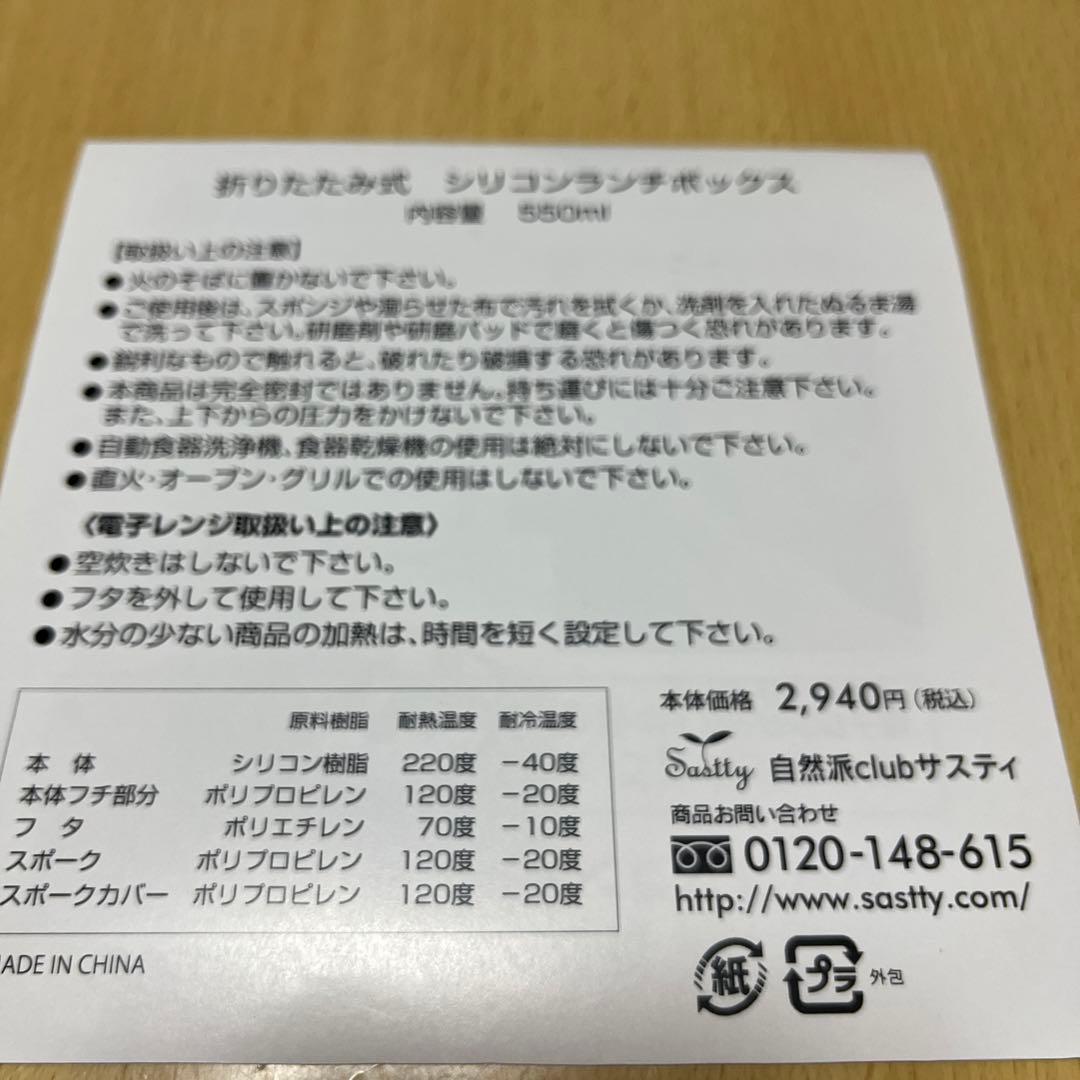 折りたたみ式 シリコンランチボックス
内容量 550ml
【取扱い上の注意】
●火のそばに置かないで下さい。
●ご使用後は、スポンジや濡らせた布で汚れを拭くか、洗剤を入れたぬるま湯
で洗って下さい。研磨剤や研磨パッドで磨くと傷つく恐れがあります。
●鋭利なもので触れると、破れたり破損する恐れがあります。
●本商品は完全密封ではありません。持ち運びには十分ご注意下さい。
また、上下からの圧力をかけないで下さい。
●自動食器洗浄機、食器乾燥機の使用は絶対にしないで下さい。
●直火・オーブン・グリルでの使用はしないで下さい。
〈電子レンジ取扱い上の注意〉
●空炊きはしないで下さい。
●フタを外して使用して下さい。
●水分の少ない商品の加熱は、時間を短く設定して下さい。
原料樹脂 耐熱温度 耐冷温度
本体 シリコン樹脂 220度 −40度
本体フチ部分 ポリプロピレン 120度 −20度
フタ ポリエチレン 70度 −10度
スポーク ポリプロピレン 120度 −20度
スポークカバー ポリプロピレン 120度 −20度
ADE IN CHINA
本体価格 2,940円（税込）
Sastty 自然派clubサスティ
商品お問い合わせ
0120-148-615
http://www.sastty.com/
紙 プラ 外包